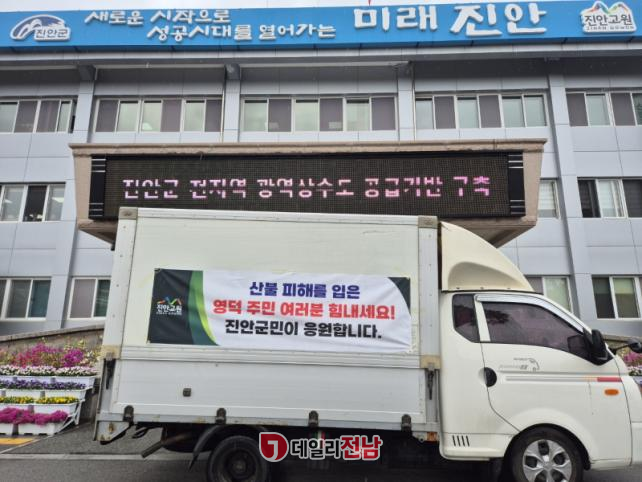 진안군
새로운 시작으로
성공시대를 열어가는
미래 진안
진안고원
JINAN GOWON
진안군 전지역 광역상수도 공급기반 구축
진안고원
산불 피해를 입은
영덕 주민 여러분 힘내세요!
진안군민이 응원합니다.
데일리전남